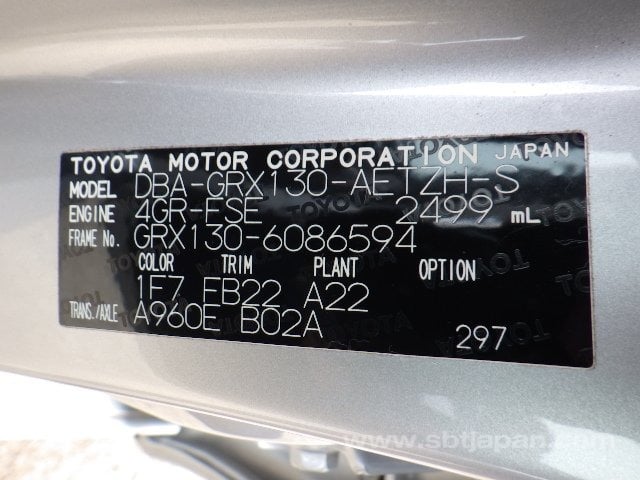 TOYOTA MOTOR CORPORATION JAPAN
MODEL DBA-GRX130-AETZH-S
ENGINE 4GR-FSE 2499 mL
FRAME No. GRX130-6086594
COLOR TRIM PLANT OPTION
1F7 FB22 A22
TRANS./AXLE A960E B02A
297
www.sbtjapan.com